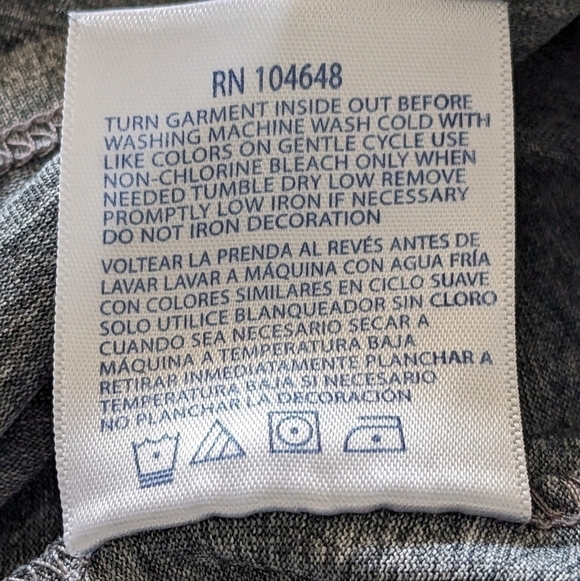 RN 104648
TURN GARMENT INSIDE OUT BEFORE
WASHING MACHINE WASH COLD WITH
LIKE COLORS ON GENTLE CYCLE USE
NON-CHLORINE BLEACH ONLY WHEN
NEEDED TUMBLE DRY LOW REMOVE
PROMPTLY LOW IRON IF NECESSARY
DO NOT IRON DECORATION
VOLTEAR LA PRENDA AL REVÉS ANTES DE
LAVAR LAVAR A MÁQUINA CON AGUA FRÍA
CON COLORES SIMILARES EN CICLO SUAVE
SOLO UTILICE BLANQUEADOR SIN CLORO
CUANDO SEA NECESARIO SECAR A
MÁQUINA A TEMPERATURA BAJA
RETIRAR INMEDIATAMENTE PLANCHAR A
TEMPERATURA BAJA SI NECESARIO
NO PLANCHAR LA DECORACIÓN